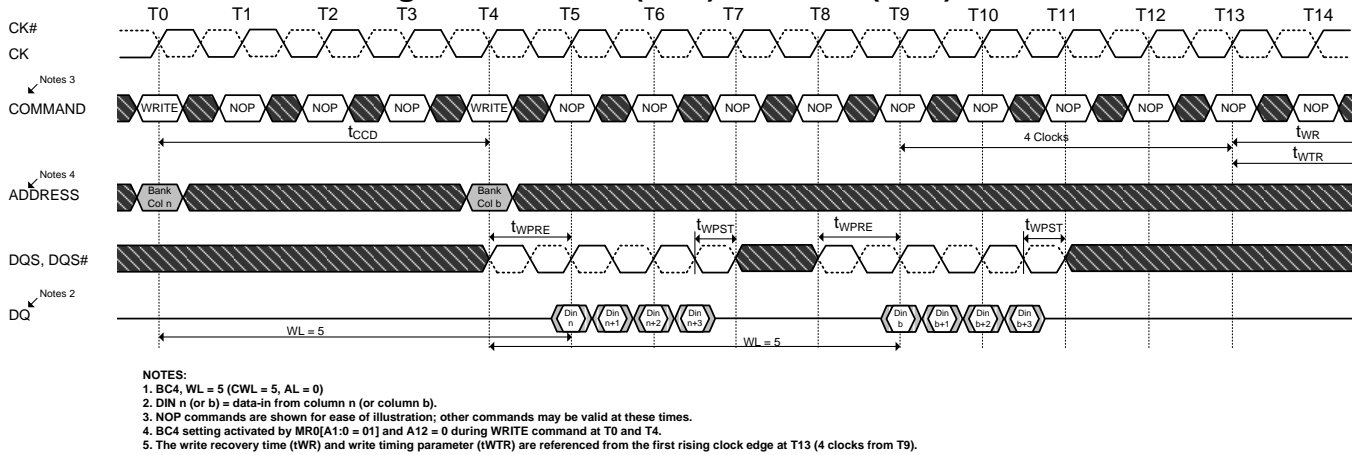 T0 T1 T2 T3 T4 T5 T6 T7 T8 T9 T10 T11 T12 T13 T14
CK#
CK
Notes 3
COMMAND
WRITE NOP NOP NOP WRITE NOP NOP NOP NOP NOP NOP NOP NOP NOP NOP
tCCD
4 Clocks
tWR
tWTR
Notes 4
ADDRESS
Bank
Col n
Bank
Col b
tWPRE
tWPST
tWPRE
tWPST
DQS, DQS#
Notes 2
DQ
Din
n
Din
n+1
Din
n+2
Din
n+3
Din
b
Din
b+1
Din
b+2
Din
b+3
WL = 5
WL = 5
NOTES:
1. BC4, WL = 5 (CWL = 5, AL = 0)
2. DIN n (or b) = data-in from column n (or column b).
3. NOP commands are shown for ease of illustration; other commands may be valid at these times.
4. BC4 setting activated by MR0[A1:0 = 01] and A12 = 0 during WRITE command at T0 and T4.
5. The write recovery time (tWR) and write timing parameter (tWTR) are referenced from the first rising clock edge at T13 (4 clocks from T9).